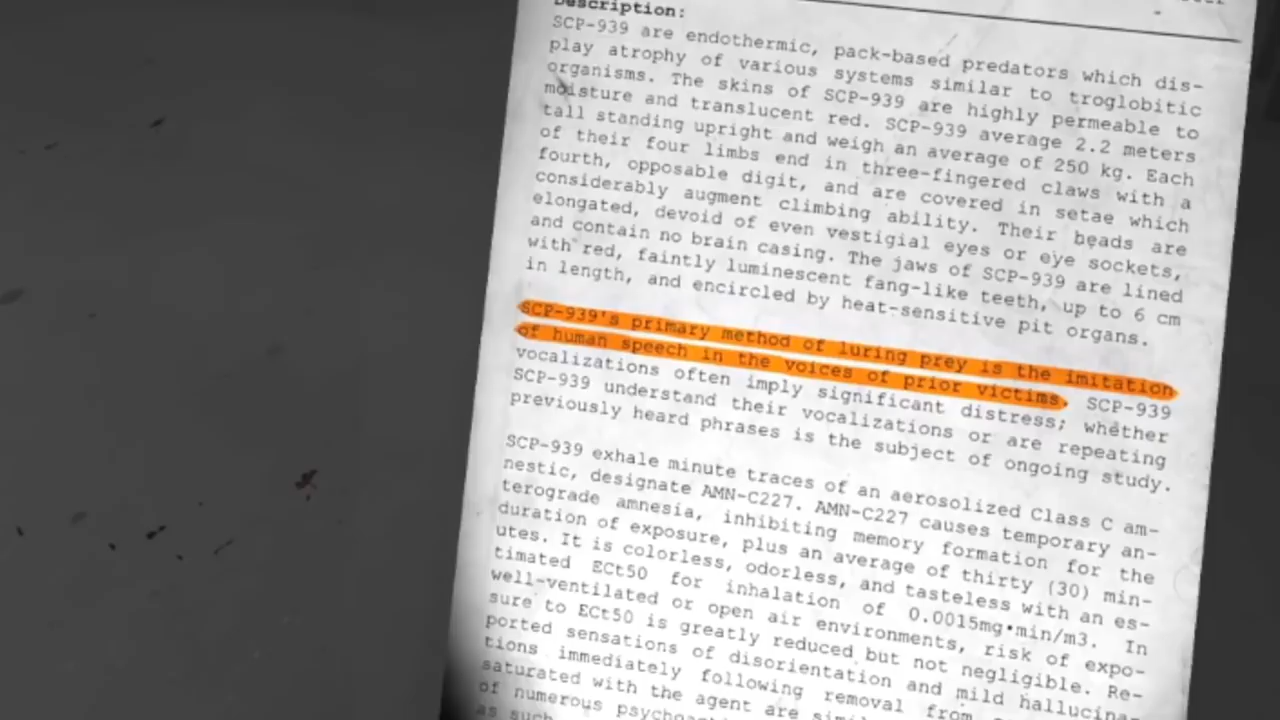 Description:
SCP-939 are endothermic, pack-based predators which dis-
play atrophy of various systems similar to troglobitic
organisms. The skins of SCP-939 are highly permeable to
moisture and translucent red. SCP-939 average 2.2 meters
tall standing upright and weigh an average of 250 kg. Each
of their four limbs end in three-fingered claws with a
fourth, opposable digit, and are covered in setae which
considerably augment climbing ability. Their heads are
elongated, devoid of even vestigial eyes or eye sockets,
and contain no brain casing. The jaws of SCP-939 are lined
with red, faintly luminescent fang-like teeth, up to 6 cm
in length, and encircled by heat-sensitive pit organs.
SCP-939's primary method of luring prey is the imitation
of human speech in the voices of prior victims. SCP-939
vocalizations often imply significant distress; whether
SCP-939 understand their vocalizations or are repeating
previously heard phrases is the subject of ongoing study.
SCP-939 exhale minute traces of an aerosolized Class C am-
nestic, designate AMN-C227. AMN-C227 causes temporary an-
terograde amnesia, inhibiting memory formation for the
duration of exposure, plus an average of thirty (30) min-
utes. It is colorless, odorless, and tasteless with an es-
timated ECt50 for inhalation of 0.0015mg•min/m3. In
well-ventilated or open air environments, risk of expo-
sure to ECt50 is greatly reduced but not negligible. Re-
ported sensations of disorientation and mild hallucina-
tions immediately following removal from
saturated with the agent are
of numerous
as such